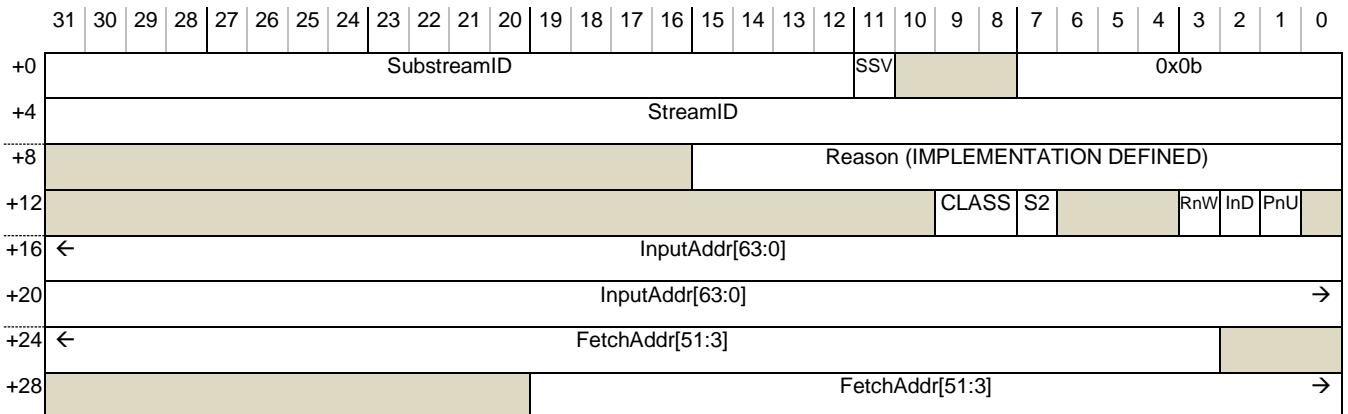 31 30 29 28 27 26 25 24 23 22 21 20 19 18 17 16 15 14 13 12 11 10 9 8 7 6 5 4 3 2 1 0
+0 SubstreamID SSV 0x0b
+4 StreamID
+8 Reason (IMPLEMENTATION DEFINED)
+12 CLASS S2 RnW InD PnU
+16 ← InputAddr[63:0]
+20 InputAddr[63:0] →
+24 ← FetchAddr[51:3]
+28 FetchAddr[51:3] →